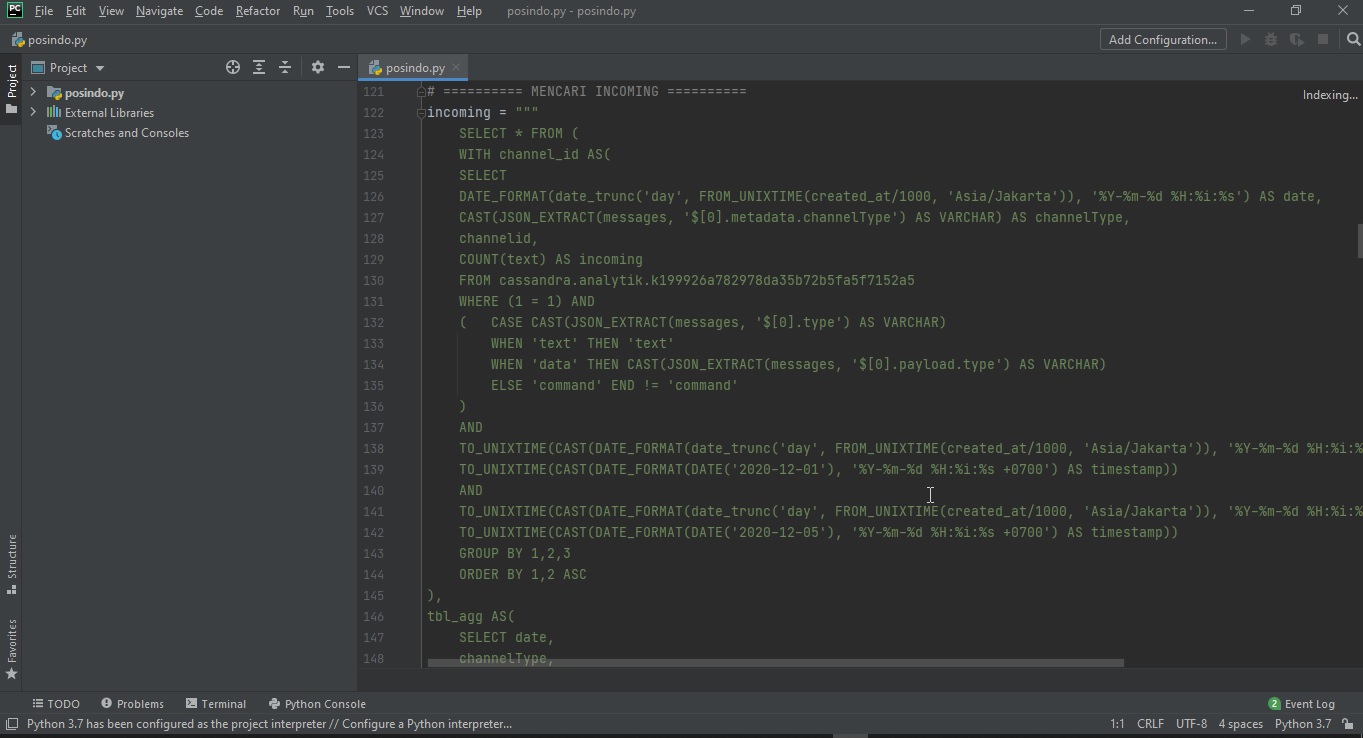 PC File Edit View Navigate Code Refactor Run Tools VCS Window Help posindo.py - posindo.py
posindo.py Add Configuration...
Project posindo.py
Project
posindo.py
External Libraries
Scratches and Consoles
Indexing...
121 # ========== MENCARI INCOMING ==========
122 incoming = """
123 SELECT * FROM (
124 WITH channel_id AS(
125 SELECT
126 DATE_FORMAT(date_trunc('day', FROM_UNIXTIME(created_at/1000, 'Asia/Jakarta')), '%Y-%m-%d %H:%i:%s') AS date,
127 CAST(JSON_EXTRACT(messages, '$[0].metadata.channelType') AS VARCHAR) AS channelType,
128 channelid,
129 COUNT(text) AS incoming
130 FROM cassandra.analytik.k199926a782978da35b72b5fa5f7152a5
131 WHERE (1 = 1) AND
132 ( CASE CAST(JSON_EXTRACT(messages, '$[0].type') AS VARCHAR)
133 WHEN 'text' THEN 'text'
134 WHEN 'data' THEN CAST(JSON_EXTRACT(messages, '$[0].payload.type') AS VARCHAR)
135 ELSE 'command' END != 'command'
136 )
137 AND
138 TO_UNIXTIME(CAST(DATE_FORMAT(date_trunc('day', FROM_UNIXTIME(created_at/1000, 'Asia/Jakarta')), '%Y-%m-%d %H:%i:%
139 TO_UNIXTIME(CAST(DATE_FORMAT(DATE('2020-12-01'), '%Y-%m-%d %H:%i:%s +0700') AS timestamp))
140 AND
141 TO_UNIXTIME(CAST(DATE_FORMAT(date_trunc('day', FROM_UNIXTIME(created_at/1000, 'Asia/Jakarta')), '%Y-%m-%d %H:%i:%
142 TO_UNIXTIME(CAST(DATE_FORMAT(DATE('2020-12-05'), '%Y-%m-%d %H:%i:%s +0700') AS timestamp))
143 GROUP BY 1,2,3
144 ORDER BY 1,2 ASC
145 ),
146 tbl_agg AS(
147 SELECT date,
148 channelType,
Structure
Favorites
TODO Problems Terminal Python Console 2 Event Log
Python 3.7 has been configured as the project interpreter // Configure a Python interpreter... 1:1 CRLF UTF-8 4 spaces Python 3.7